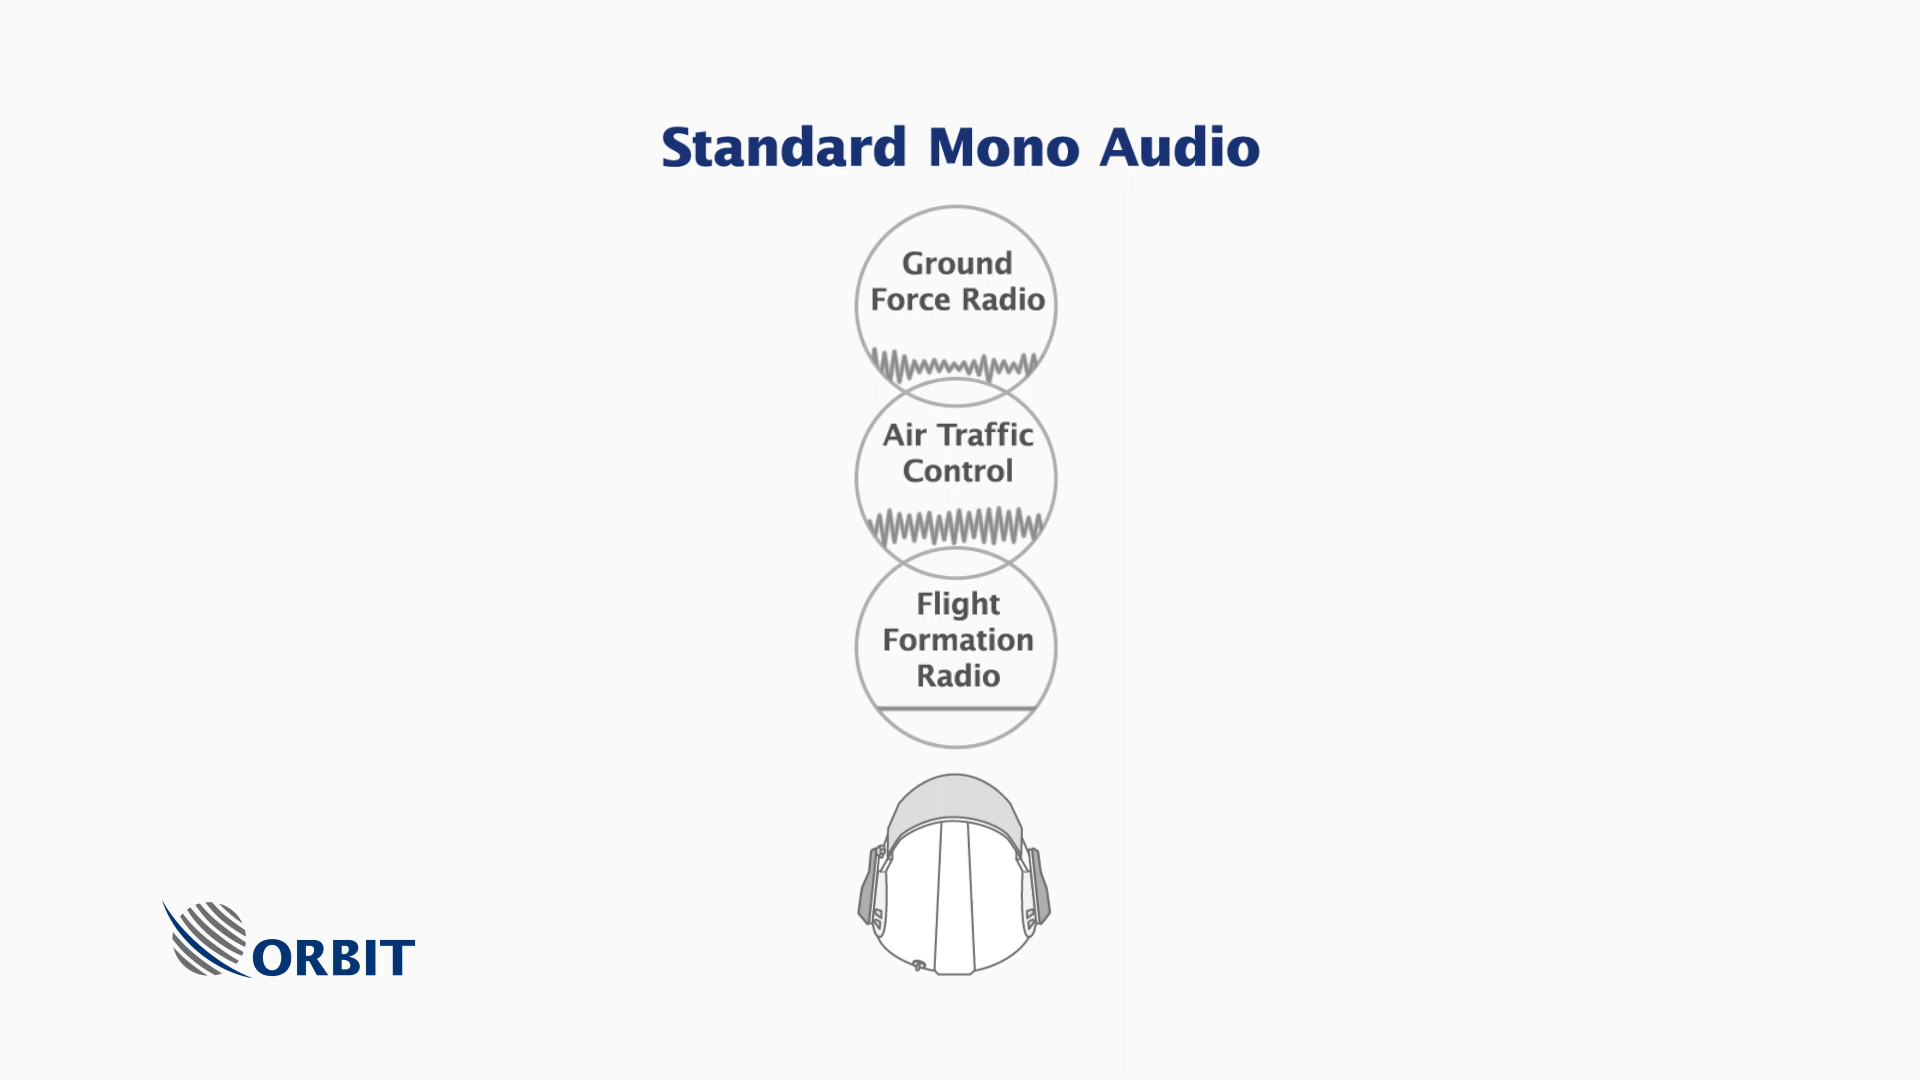 Standard Mono Audio
Ground
Force Radio
Air Traffic
Control
Flight
Formation
Radio
ORBIT